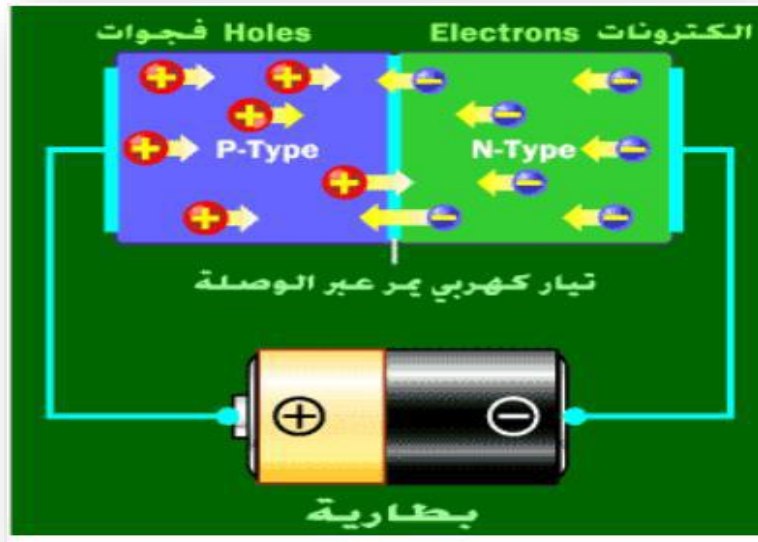 فجوات Holes
Electrons الكترونات
P-Type
N-Type
تيار كهربي يمر عبر الوصلة
بطارية